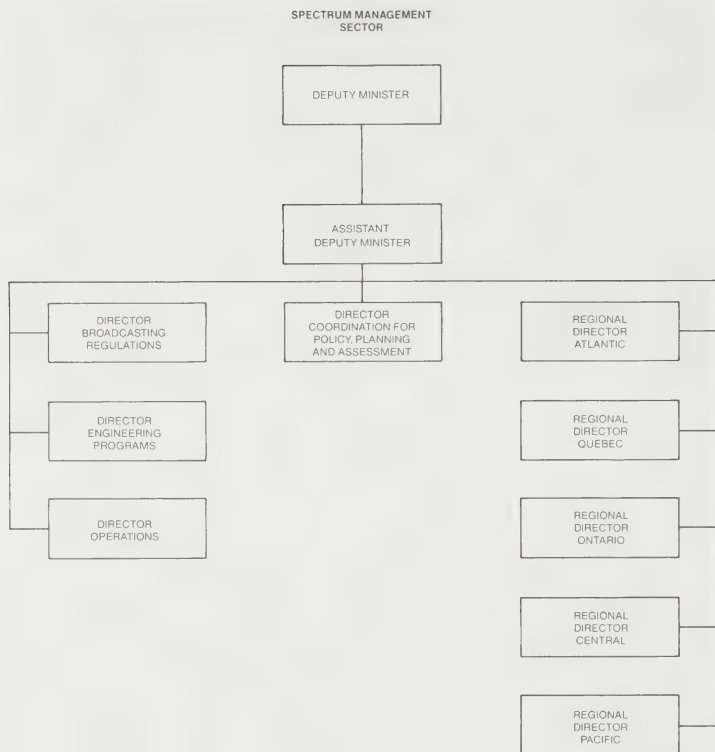 SPECTRUM MANAGEMENT
SECTOR
DEPUTY MINISTER
ASSISTANT
DEPUTY MINISTER
DIRECTOR
BROADCASTING
REGULATIONS
DIRECTOR
ENGINEERING
PROGRAMS
DIRECTOR
OPERATIONS
DIRECTOR
COORDINATION FOR
POLICY, PLANNING
AND ASSESSMENT
REGIONAL
DIRECTOR
ATLANTIC
REGIONAL
DIRECTOR
QUEBEC
REGIONAL
DIRECTOR
ONTARIO
REGIONAL
DIRECTOR
CENTRAL
REGIONAL
DIRECTOR
PACIFIC